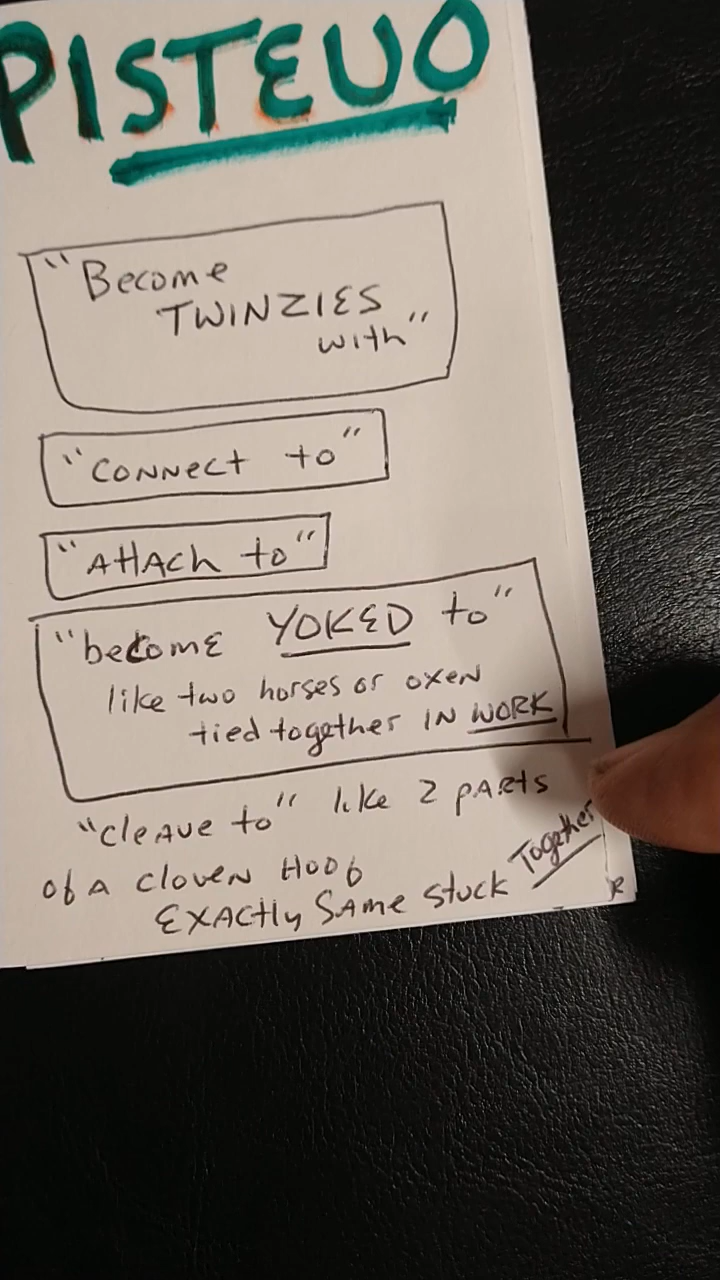 PISTEUO
"Become
TWINZIES
with"
"CONNECT to"
"AttAch to"
"become YOKED to"
like two horses or oxen
tied together IN WORK
"cleAve to" like 2 pARts
of A cloveN Hoof
EXActly SAme stuck Together
R